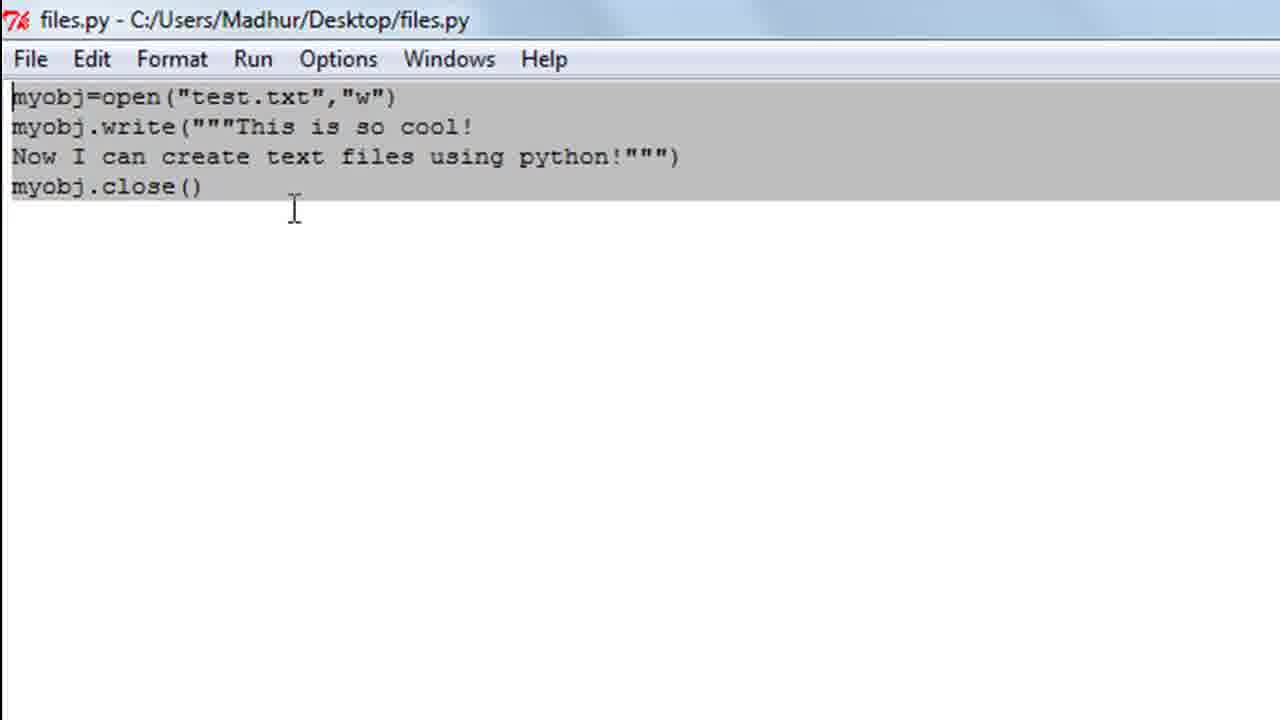 files.py - C:/Users/Madhur/Desktop/files.py
File Edit Format Run Options Windows Help
myobj=open("test.txt","w")
myobj.write("""This is so cool!
Now I can create text files using python!""")
myobj.close()